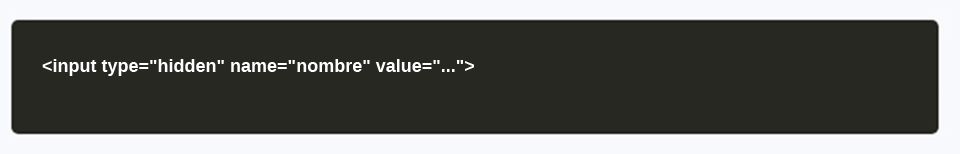 <input type="hidden" name="nombre" value="...">